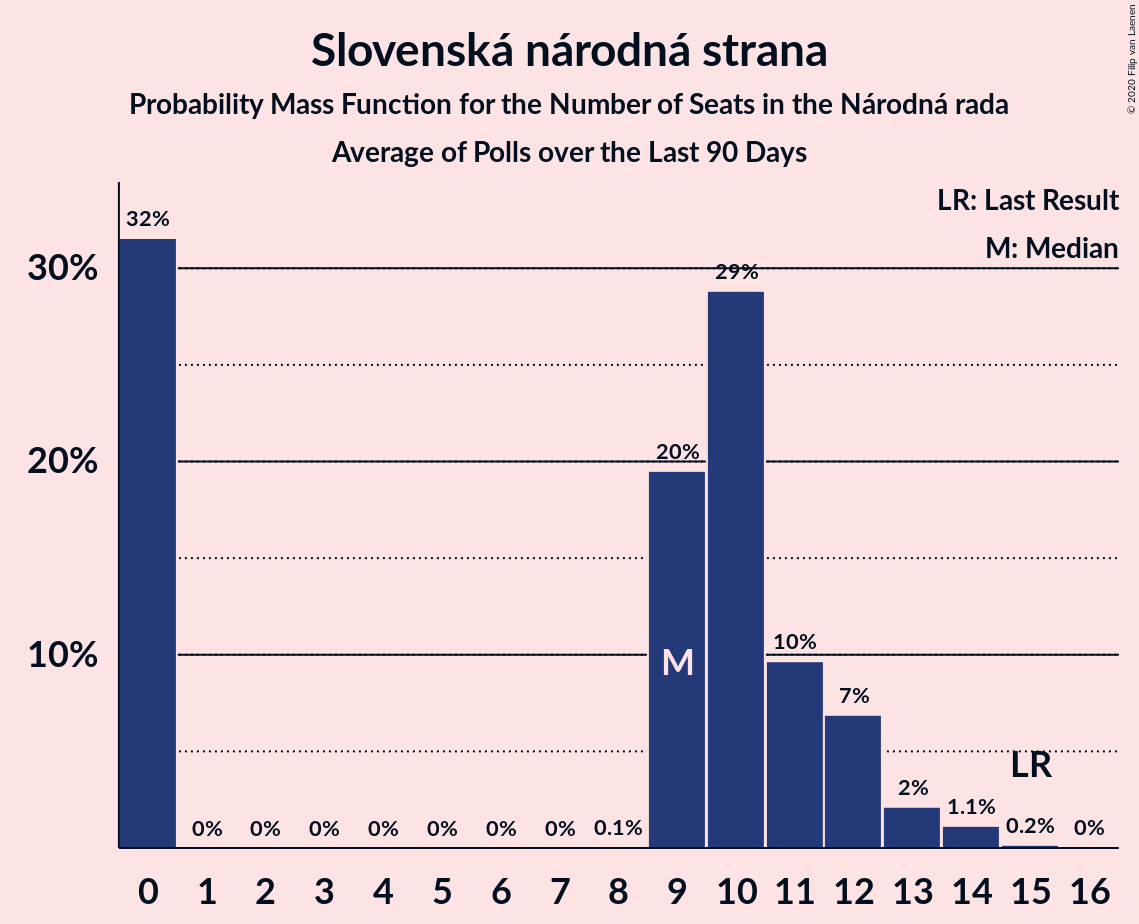 Slovenská národná strana
Probability Mass Function for the Number of Seats in the Národná rada
Average of Polls over the Last 90 Days
© 2020 Filip van Laenen
LR: Last Result
M: Median
30%
20%
10%
32%
0%
0%
0%
0%
0%
0%
0%
0.1%
20%
29%
10%
7%
2%
1.1%
0.2%
0%
M
LR
0 1 2 3 4 5 6 7 8 9 10 11 12 13 14 15 16